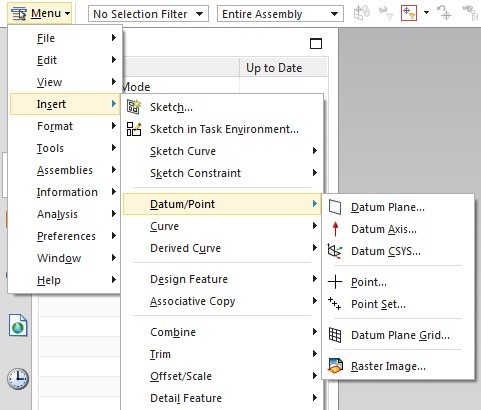 Menu No Selection Filter Entire Assembly
File
Edit
View
Insert
Format
Tools
Assemblies
Information
Analysis
Preferences
Window
Help
Up to Date
Mode
Sketch...
Sketch in Task Environment...
Sketch Curve
Sketch Constraint
Datum/Point
Curve
Derived Curve
Design Feature
Associative Copy
Combine
Trim
Offset/Scale
Detail Feature
Datum Plane...
Datum Axis...
Datum CSYS...
Point...
Point Set...
Datum Plane Grid...
Raster Image...